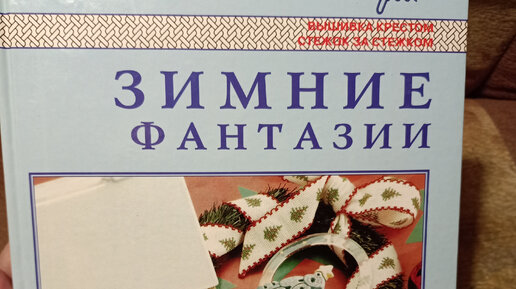 ВЫШИВКА КРЕСТОМ
СТЕЖОК ЗА СТЕЖКОМ
ЗИМНИЕ
ФАНТАЗИИ